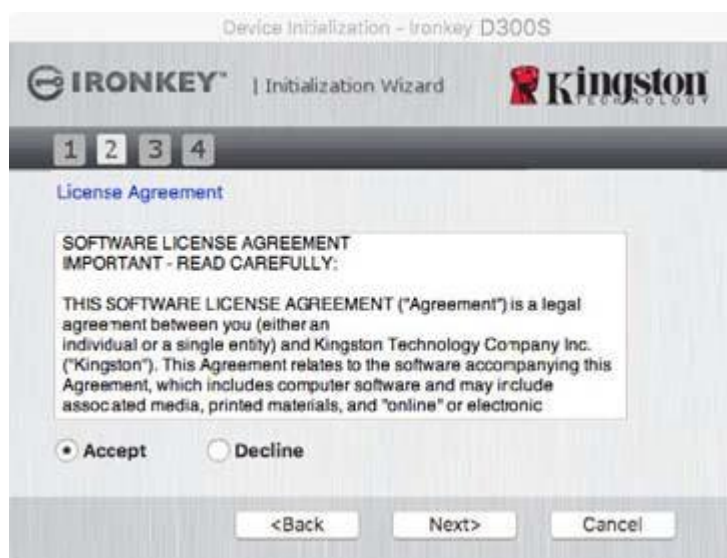 Device Initialization - Ironkey D300S
IRONKEY™ | Initialization Wizard Kingston
TECHNOLOGY
1 2 3 4
License Agreement
SOFTWARE LICENSE AGREEMENT
IMPORTANT - READ CAREFULLY:
THIS SOFTWARE LICENSE AGREEMENT ("Agreement") is a legal
agreement between you (either an
individual or a single entity) and Kingston Technology Company Inc.
("Kingston"). This Agreement relates to the software accompanying this
Agreement, which includes computer software and may include
associated media, printed materials, and "online" or electronic
Accept Decline
<Back Next> Cancel